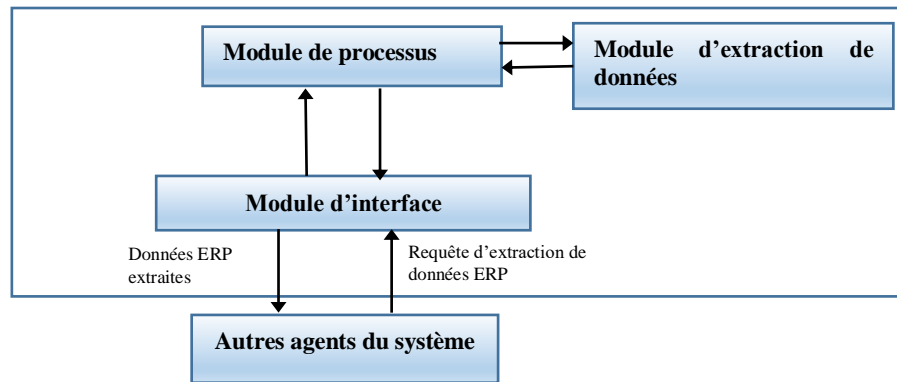 Module de processus
Module d’extraction de
données
Module d’interface
Données ERP
extraites
Requête d’extraction de
données ERP
Autres agents du système